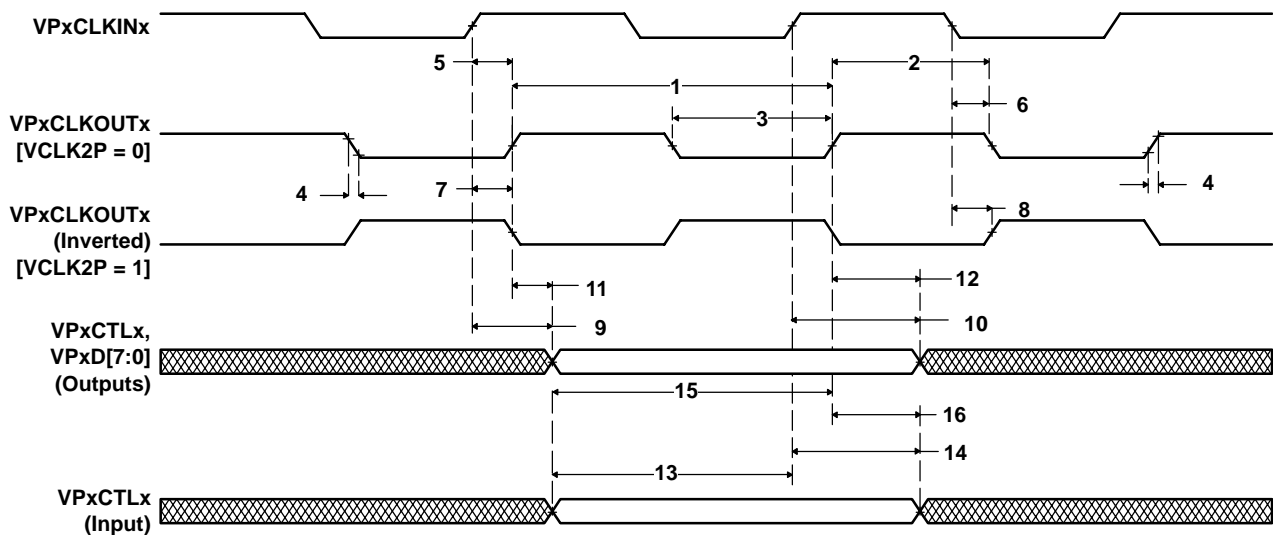 VPxCLKINx
5
2
1
6
VPxCLKOUTx
[VCLK2P = 0]
3
4
7
4
VPxCLKOUTx
(Inverted)
[VCLK2P = 1]
8
11
12
9
10
VPxCTLx,
VPxD[7:0]
(Outputs)
15
16
14
13
VPxCTLx
(Input)